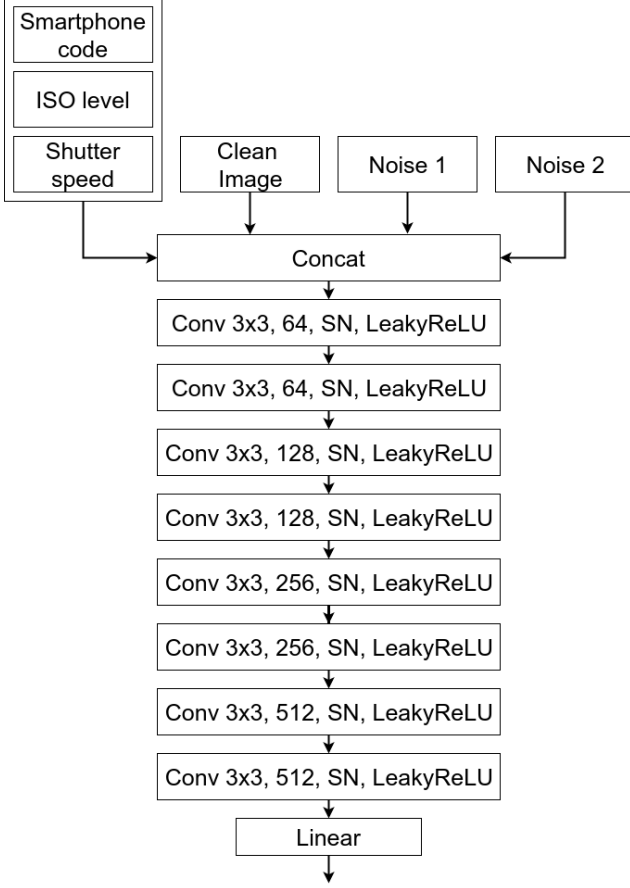 Smartphone
code
ISO level
Shutter
speed
Clean
Image
Noise 1
Noise 2
Concat
Conv 3x3, 64, SN, LeakyReLU
Conv 3x3, 64, SN, LeakyReLU
Conv 3x3, 128, SN, LeakyReLU
Conv 3x3, 128, SN, LeakyReLU
Conv 3x3, 256, SN, LeakyReLU
Conv 3x3, 256, SN, LeakyReLU
Conv 3x3, 512, SN, LeakyReLU
Conv 3x3, 512, SN, LeakyReLU
Linear